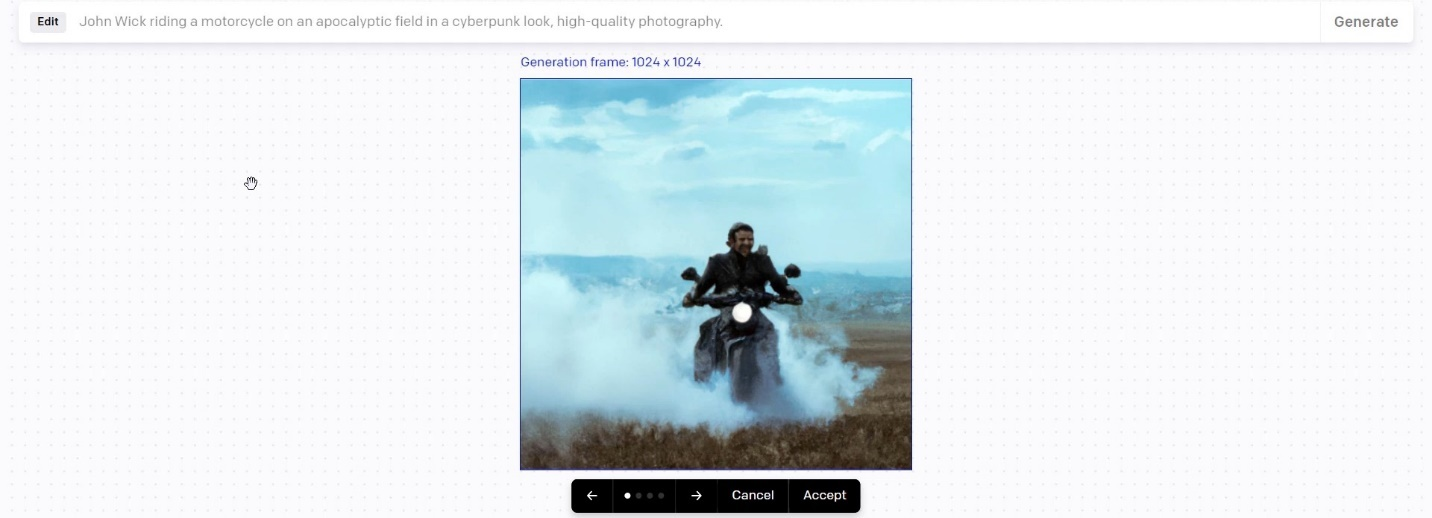 Edit John Wick riding a motorcycle on an apocalyptic field in a cyberpunk look, high-quality photography. Generate
Generation frame: 1024 x 1024
← → Cancel Accept